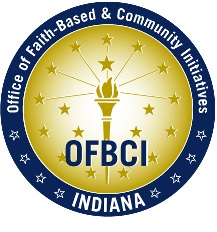 Office of Faith-Based & Community Initiatives
OFBCI
INDIANA